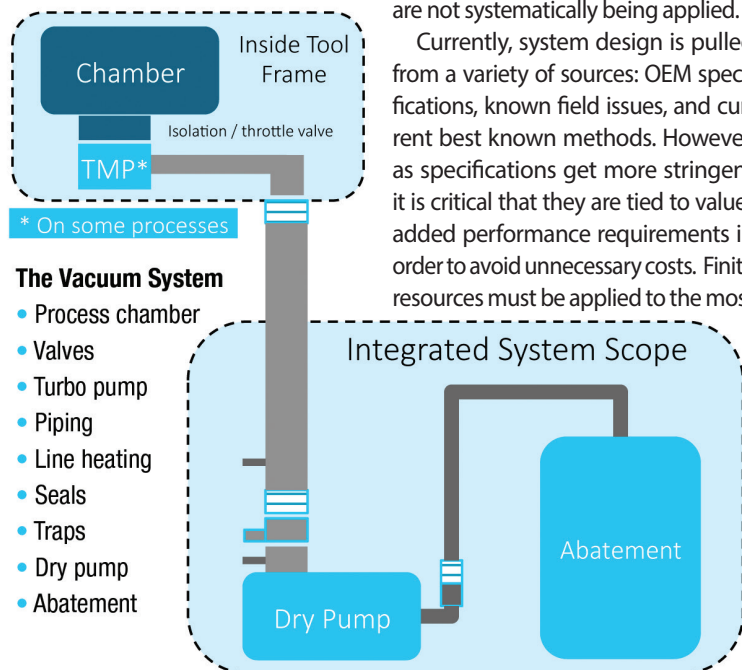 are not systematically being applied.
Currently, system design is pulled
from a variety of sources: OEM speci
fications, known field issues, and cur
rent best known methods. However
as specifications get more stringen
it is critical that they are tied to value
added performance requirements i
order to avoid unnecessary costs. Finit
resources must be applied to the mos
Inside Tool
Frame
Chamber
Isolation / throttle valve
TMP*
* On some processes
The Vacuum System
• Process chamber
• Valves
• Turbo pump
• Piping
• Line heating
• Seals
• Traps
• Dry pump
• Abatement
Integrated System Scope
Abatement
Dry Pump